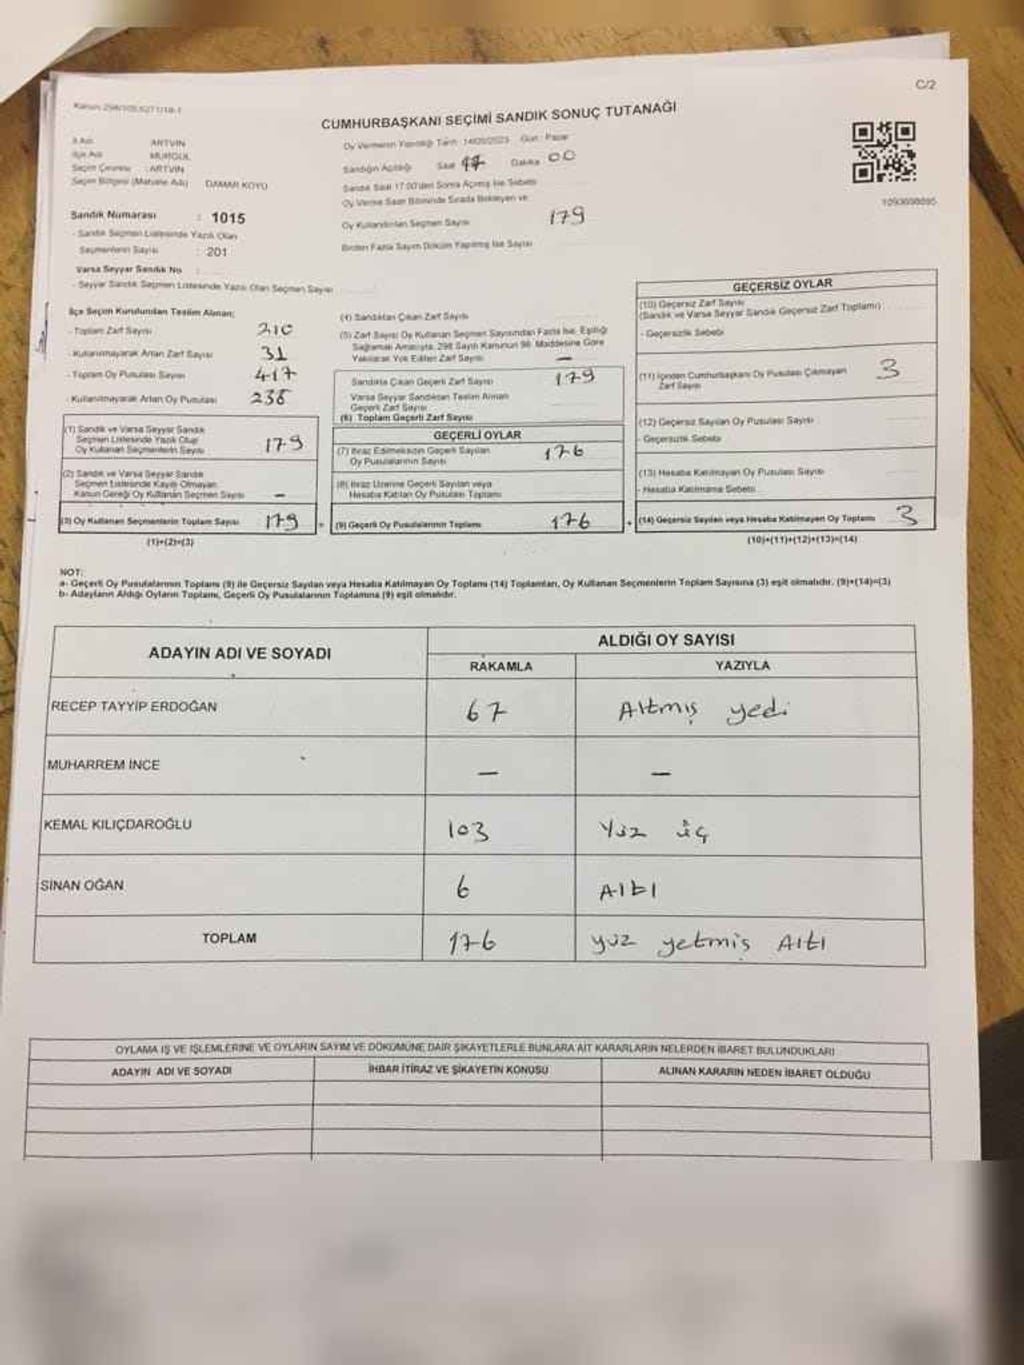 C/2
Kanun:298/105,6271/18-1
CUMHURBAŞKANI SEÇİMİ SANDIK SONUÇ TUTANAĞI
İl Adı : ARTVİN
İlçe Adı : MURGUL
Seçim Çevresi : ARTVİN
Seçim Bölgesi (Mahalle Adı) : DAMAR KÖYÜ
Sandık Numarası : 1015
- Sandık Seçmen Listesinde Yazılı Olan
Seçmenlerin Sayısı : 201
Varsa Seyyar Sandık No :
- Seyyar Sandık Seçmen Listesinde Yazılı Olan Seçmen Sayısı
Oy Vermenin Yapıldığı Tarih : 14/05/2023 Gün : Pazar
Sandığın Açıldığı Saat 17 Dakika 00
Sandık Saat 17.00'den Sonra Açılmış İse Sebebi
Oy Verme Saati Bitiminde Sırada Bekleyen ve
Oy Kullandırılan Seçmen Sayısı 179
Birden Fazla Sayım Döküm Yapılmış İse Sayısı
1093698695
İlçe Seçim Kurulundan Teslim Alınan;
- Toplam Zarf Sayısı 210
- Kullanılmayarak Artan Zarf Sayısı 31
- Toplam Oy Pusulası Sayısı 417
- Kullanılmayarak Artan Oy Pusulası 238
(1) Sandık ve Varsa Seyyar Sandık
Seçmen Listesinde Yazılı Olup
Oy Kullanan Seçmenlerin Sayısı 179
(2) Sandık ve Varsa Seyyar Sandık
Seçmen Listesinde Kayıtlı Olmayan
Kanun Gereği Oy Kullanan Seçmen Sayısı -
(3) Oy Kullanan Seçmenlerin Toplam Sayısı 179 =
(1)+(2)=(3)
(4) Sandıktan Çıkan Zarf Sayısı
(5) Zarf Sayısı Oy Kullanan Seçmen Sayısından Fazla İse, Eşitliği
Sağlamak Amacıyla, 298 Sayılı Kanunun 98. Maddesine Göre
Yakılarak Yok Edilen Zarf Sayısı -
Sandıkta Çıkan Geçerli Zarf Sayısı 179
Varsa Seyyar Sandıktan Teslim Alınan
Geçerli Zarf Sayısı
(6) Toplam Geçerli Zarf Sayısı
GEÇERLİ OYLAR
(7) İtiraz Edilmeksizin Geçerli Sayılan
Oy Pusulalarının Sayısı 176
(8) İtiraz Üzerine Geçerli Sayılan veya
Hesaba Katılan Oy Pusulası Toplamı
(9) Geçerli Oy Pusulalarının Toplamı 176 +
GEÇERSİZ OYLAR
(10) Geçersiz Zarf Sayısı
(Sandık ve Varsa Seyyar Sandık Geçersiz Zarf Toplamı)
- Geçersizlik Sebebi
(11) İçinden Cumhurbaşkanı Oy Pusulası Çıkmayan
Zarf Sayısı 3
(12) Geçersiz Sayılan Oy Pusulası Sayısı
- Geçersizlik Sebebi
(13) Hesaba Katılmayan Oy Pusulası Sayısı
- Hesaba Katılmama Sebebi
(14) Geçersiz Sayılan veya Hesaba Katılmayan Oy Toplamı 3
(10)+(11)+(12)+(13)=(14)
NOT:
a- Geçerli Oy Pusulalarının Toplamı (9) ile Geçersiz Sayılan veya Hesaba Katılmayan Oy Toplamı (14) Toplamları, Oy Kullanan Seçmenlerin Toplam Sayısına (3) eşit olmalıdır. (9)+(14)=(3)
b- Adayların Aldığı Oyların Toplamı, Geçerli Oy Pusulalarının Toplamına (9) eşit olmalıdır.
ADAYIN ADI VE SOYADI
ALDIĞI OY SAYISI
RAKAMLA YAZIYLA
RECEP TAYYİP ERDOĞAN 67 Altmış yedi
MUHARREM İNCE - -
KEMAL KILIÇDAROĞLU 103 Yüz üç
SİNAN OĞAN 6 Altı
TOPLAM 176 yüz yetmiş Altı
OYLAMA İŞ VE İŞLEMLERİNE VE OYLARIN SAYIM VE DÖKÜMÜNE DAİR ŞİKAYETLERLE BUNLARA AİT KARARLARIN NELERDEN İBARET BULUNDUKLARI
ADAYIN ADI VE SOYADI İHBAR İTİRAZ VE ŞİKAYETİN KONUSU ALINAN KARARIN NEDEN İBARET OLDUĞU